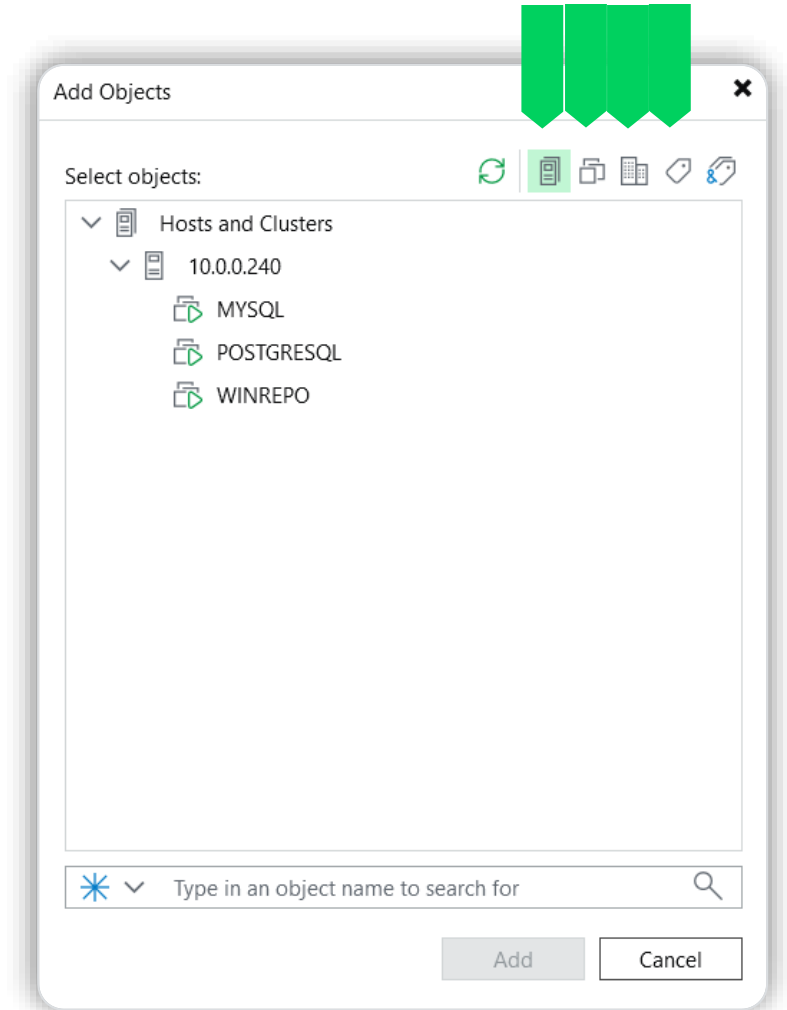 Add Objects
Select objects:
Hosts and Clusters
10.0.0.240
MYSQL
POSTGRESQL
WINREPO
Type in an object name to search for
Add
Cancel